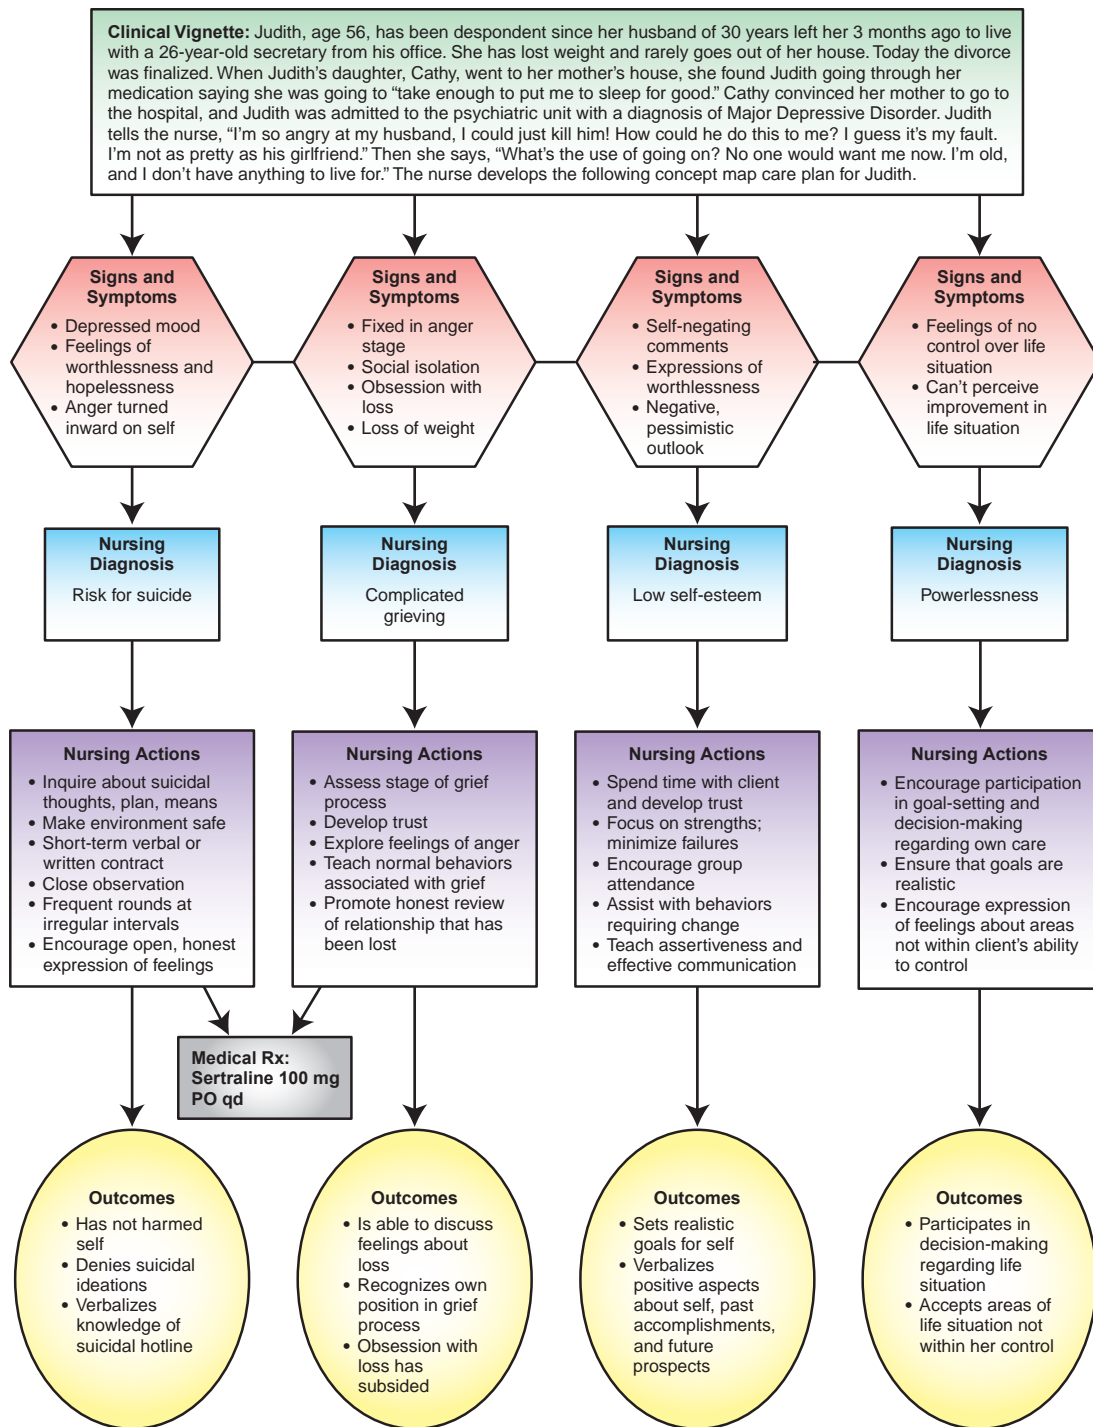 Clinical Vignette: Judith, age 56, has been despondent since her husband of 30 years left her 3 months ago to live
with a 26-year-old secretary from his office. She has lost weight and rarely goes out of her house. Today the divorce
was finalized. When Judith’s daughter, Cathy, went to her mother’s house, she found Judith going through her
medication saying she was going to “take enough to put me to sleep for good.” Cathy convinced her mother to go to
the hospital, and Judith was admitted to the psychiatric unit with a diagnosis of Major Depressive Disorder. Judith
tells the nurse, “I’m so angry at my husband, I could just kill him! How could he do this to me? I guess it’s my fault.
I’m not as pretty as his girlfriend.” Then she says, “What’s the use of going on? No one would want me now. I’m old,
and I don’t have anything to live for.” The nurse develops the following concept map care plan for Judith.
Signs and
Symptoms
• Depressed mood
• Feelings of
worthlessness and
hopelessness
• Anger turned
inward on self
Signs and
Symptoms
• Fixed in anger
stage
• Social isolation
• Obsession with
loss
• Loss of weight
Signs and
Symptoms
• Self-negating
comments
• Expressions of
worthlessness
• Negative,
pessimistic
outlook
Signs and
Symptoms
• Feelings of no
control over life
situation
• Can’t perceive
improvement in
life situation
Nursing
Diagnosis
Risk for suicide
Nursing
Diagnosis
Complicated
grieving
Nursing
Diagnosis
Low self-esteem
Nursing
Diagnosis
Powerlessness
Nursing Actions
• Inquire about suicidal
thoughts, plan, means
• Make environment safe
• Short-term verbal or
written contract
• Close observation
• Frequent rounds at
irregular intervals
• Encourage open, honest
expression of feelings
Nursing Actions
• Assess stage of grief
process
• Develop trust
• Explore feelings of anger
• Teach normal behaviors
associated with grief
• Promote honest review
of relationship that has
been lost
Nursing Actions
• Spend time with client
and develop trust
• Focus on strengths;
minimize failures
• Encourage group
attendance
• Assist with behaviors
requiring change
• Teach assertiveness and
effective communication
Nursing Actions
• Encourage participation
in goal-setting and
decision-making
regarding own care
• Ensure that goals are
realistic
• Encourage expression
of feelings about areas
not within client’s ability
to control
Medical Rx:
Sertraline 100 mg
PO qd
Outcomes
• Has not harmed
self
• Denies suicidal
ideations
• Verbalizes
knowledge of
suicidal hotline
Outcomes
• Is able to discuss
feelings about
loss
• Recognizes own
position in grief
process
• Obsession with
loss has
subsided
Outcomes
• Sets realistic
goals for self
• Verbalizes
positive aspects
about self, past
accomplishments,
and future
prospects
Outcomes
• Participates in
decision-making
regarding life
situation
• Accepts areas of
life situation not
within her control